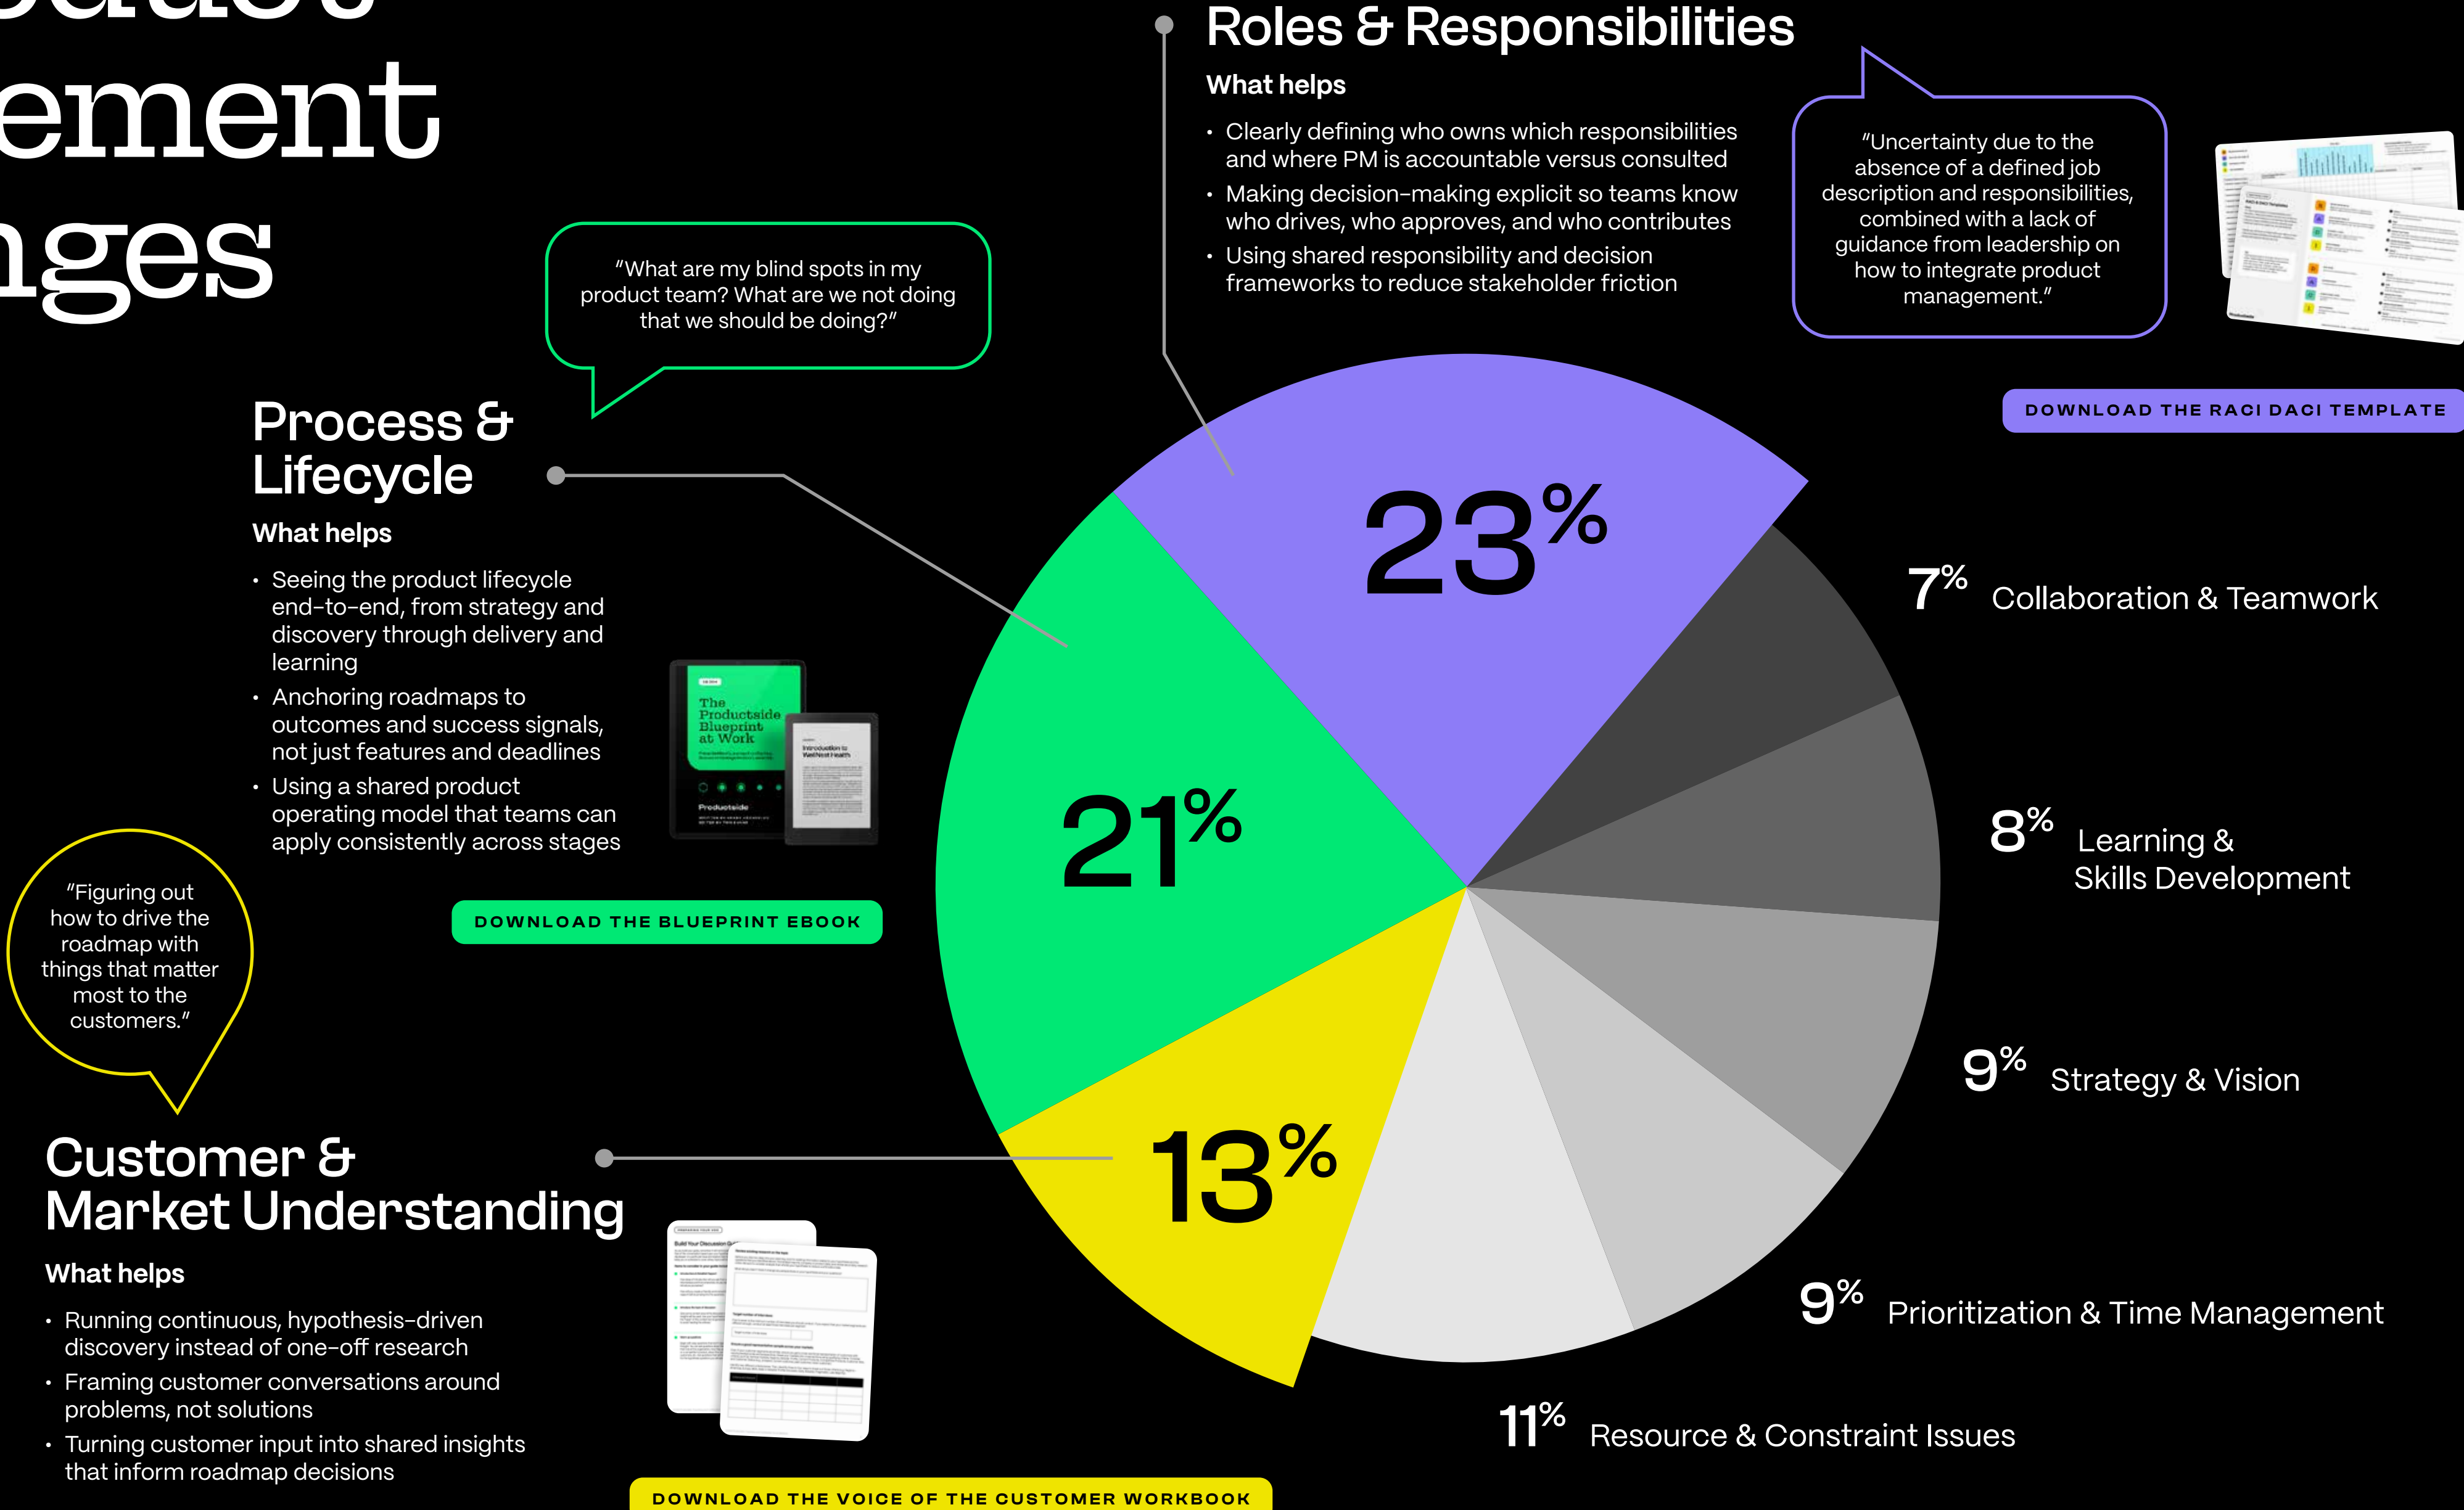 ement
nges
Roles & Responsibilities
What helps
• Clearly defining who owns which responsibilities
and where PM is accountable versus consulted
• Making decision-making explicit so teams know
who drives, who approves, and who contributes
• Using shared responsibility and decision
frameworks to reduce stakeholder friction
"Uncertainty due to the
absence of a defined job
description and responsibilities,
combined with a lack of
guidance from leadership on
how to integrate product
management."
DOWNLOAD THE RACI DACI TEMPLATE
"What are my blind spots in my
product team? What are we not doing
that we should be doing?"
Process &
Lifecycle
What helps
• Seeing the product lifecycle
end-to-end, from strategy and
discovery through delivery and
learning
• Anchoring roadmaps to
outcomes and success signals,
not just features and deadlines
• Using a shared product
operating model that teams can
apply consistently across stages
The
Productside
Blueprint
at Work
Productside
Introduction to
WellNest Health
DOWNLOAD THE BLUEPRINT EBOOK
"Figuring out
how to drive the
roadmap with
things that matter
most to the
customers."
Customer &
Market Understanding
What helps
• Running continuous, hypothesis-driven
discovery instead of one-off research
• Framing customer conversations around
problems, not solutions
• Turning customer input into shared insights
that inform roadmap decisions
Build Your Discussion
DOWNLOAD THE VOICE OF THE CUSTOMER WORKBOOK
23%
21%
13%
7% Collaboration & Teamwork
8% Learning &
Skills Development
9% Strategy & Vision
9% Prioritization & Time Management
11% Resource & Constraint Issues